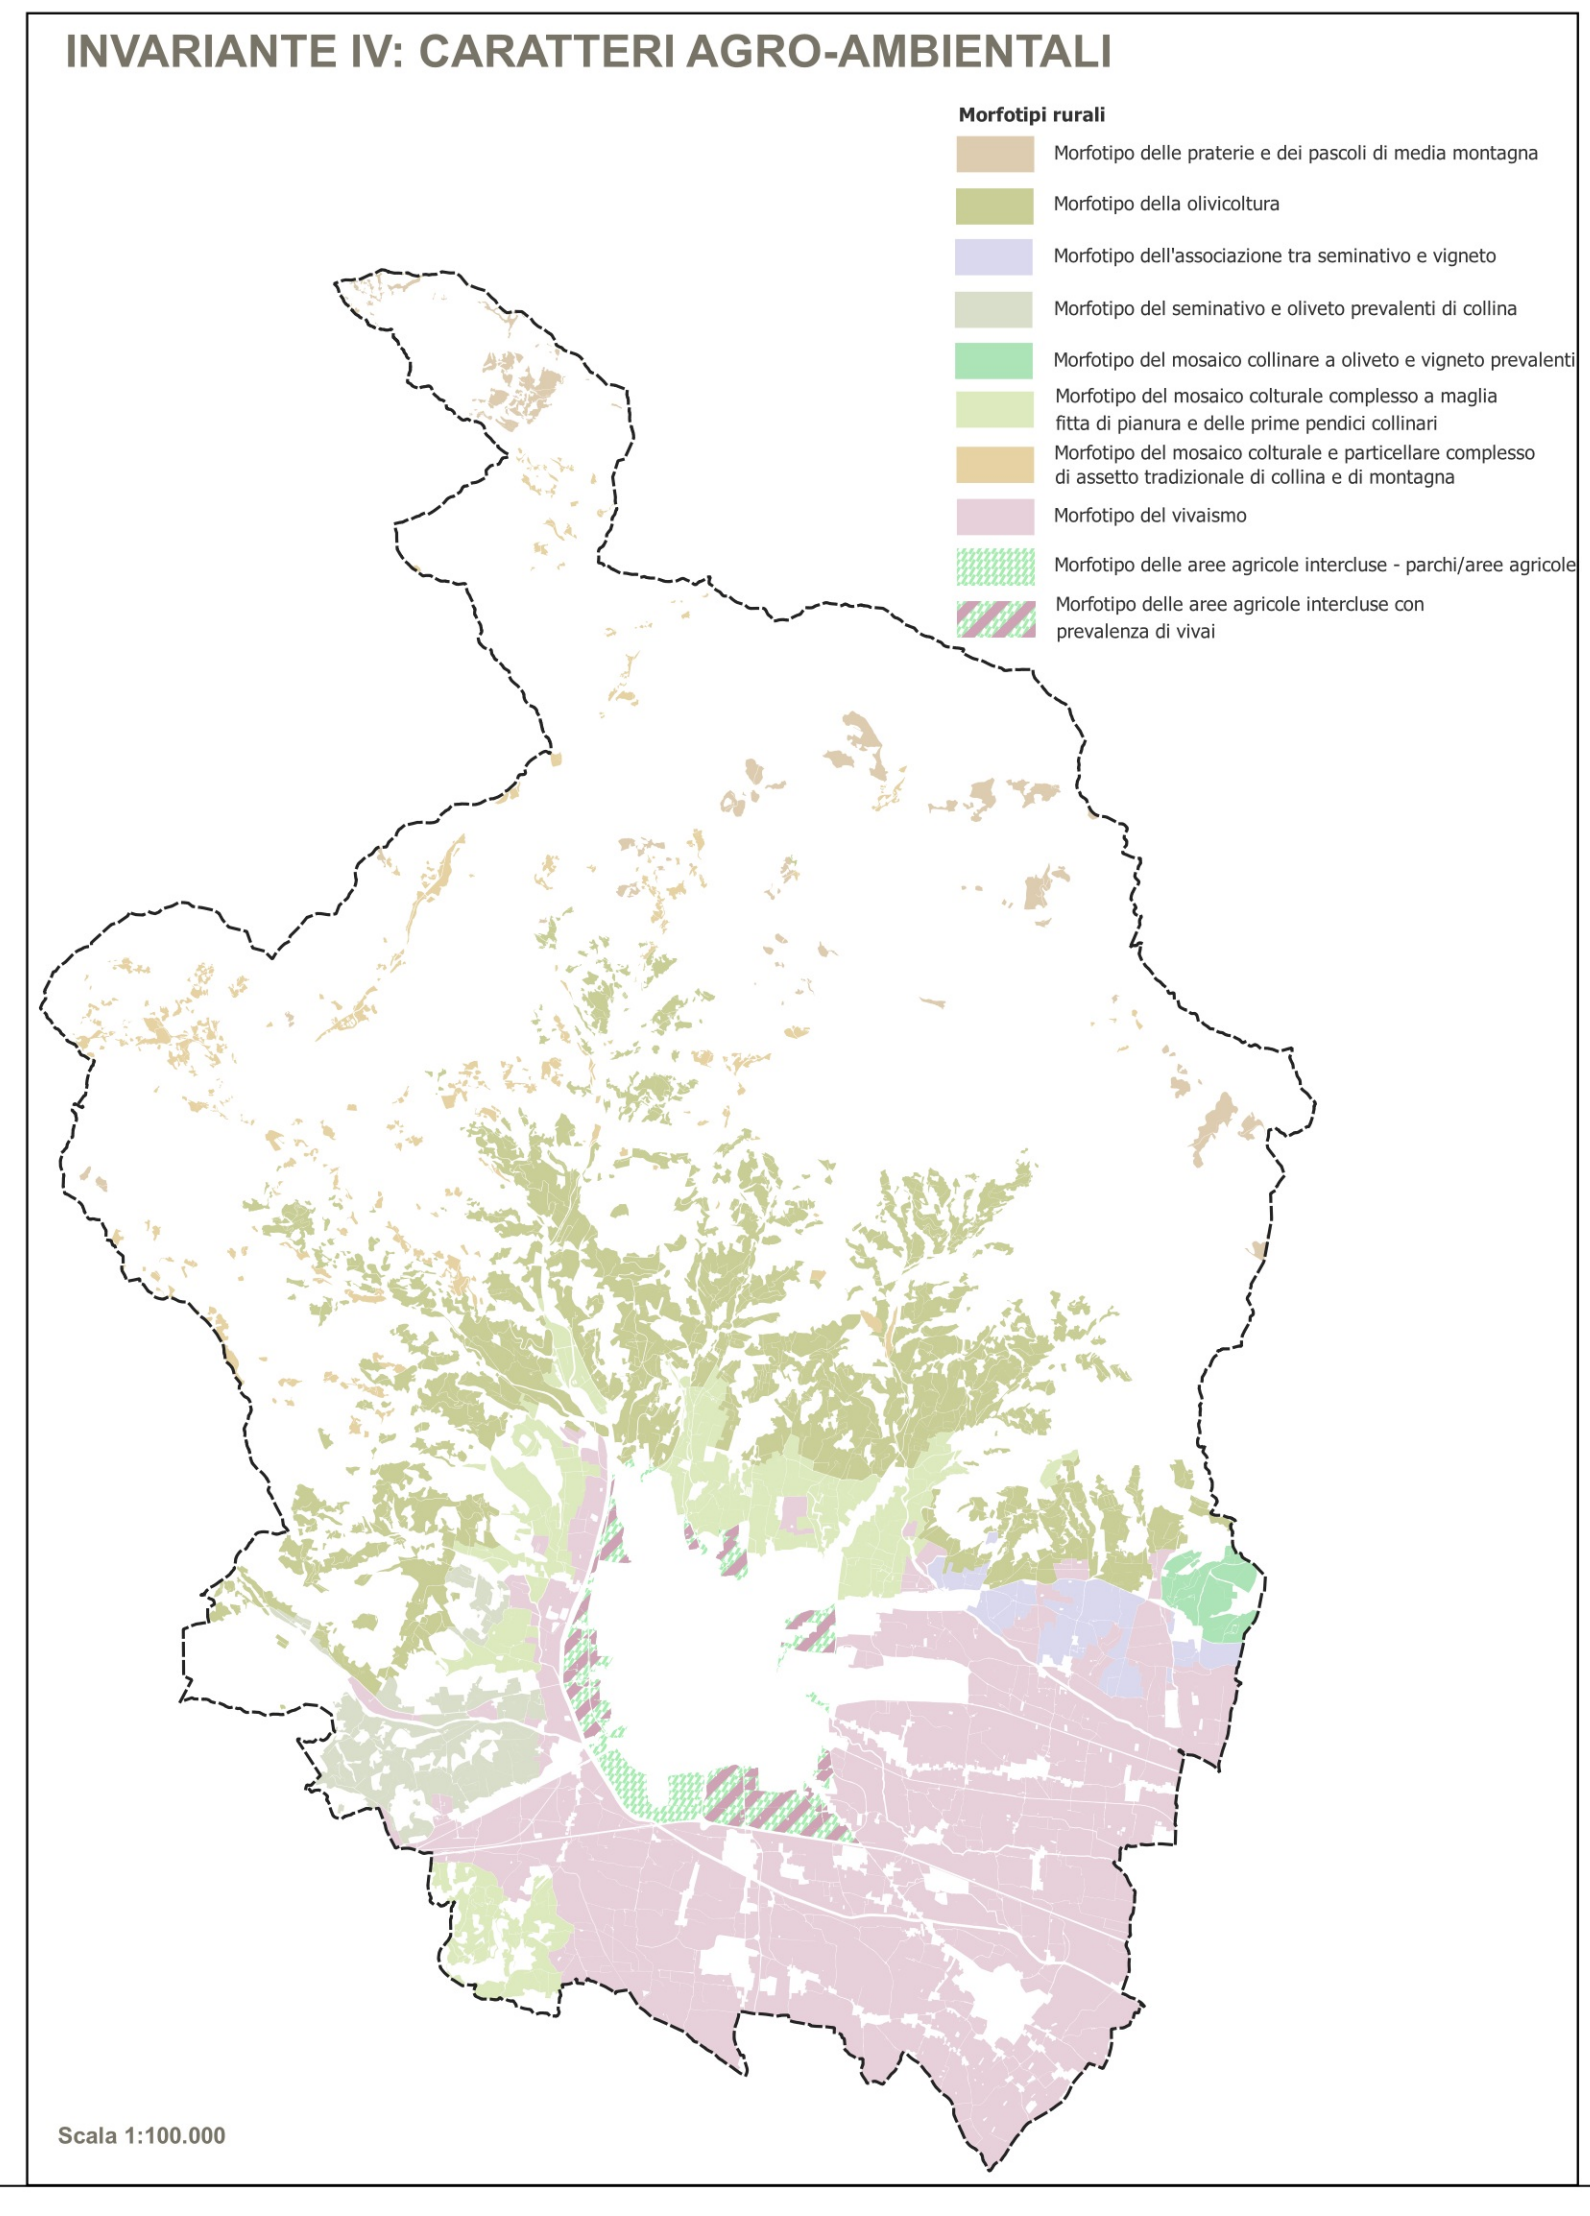 INVARIANTE IV: CARATTERI AGRO-AMBIENTALI
Morfotipi rurali
Morfotipo delle praterie e dei pascoli di media montagna
Morfotipo della olivicoltura
Morfotipo dell'associazione tra seminativo e vigneto
Morfotipo del seminativo e oliveto prevalenti di collina
Morfotipo del mosaico collinare a oliveto e vigneto prevalenti
Morfotipo del mosaico colturale complesso a maglia
fitta di pianura e delle prime pendici collinari
Morfotipo del mosaico colturale e particellare complesso
di assetto tradizionale di collina e di montagna
Morfotipo del vivaismo
Morfotipo delle aree agricole intercluse - parchi/aree agricole
Morfotipo delle aree agricole intercluse con
prevalenza di vivai
Scala 1:100.000